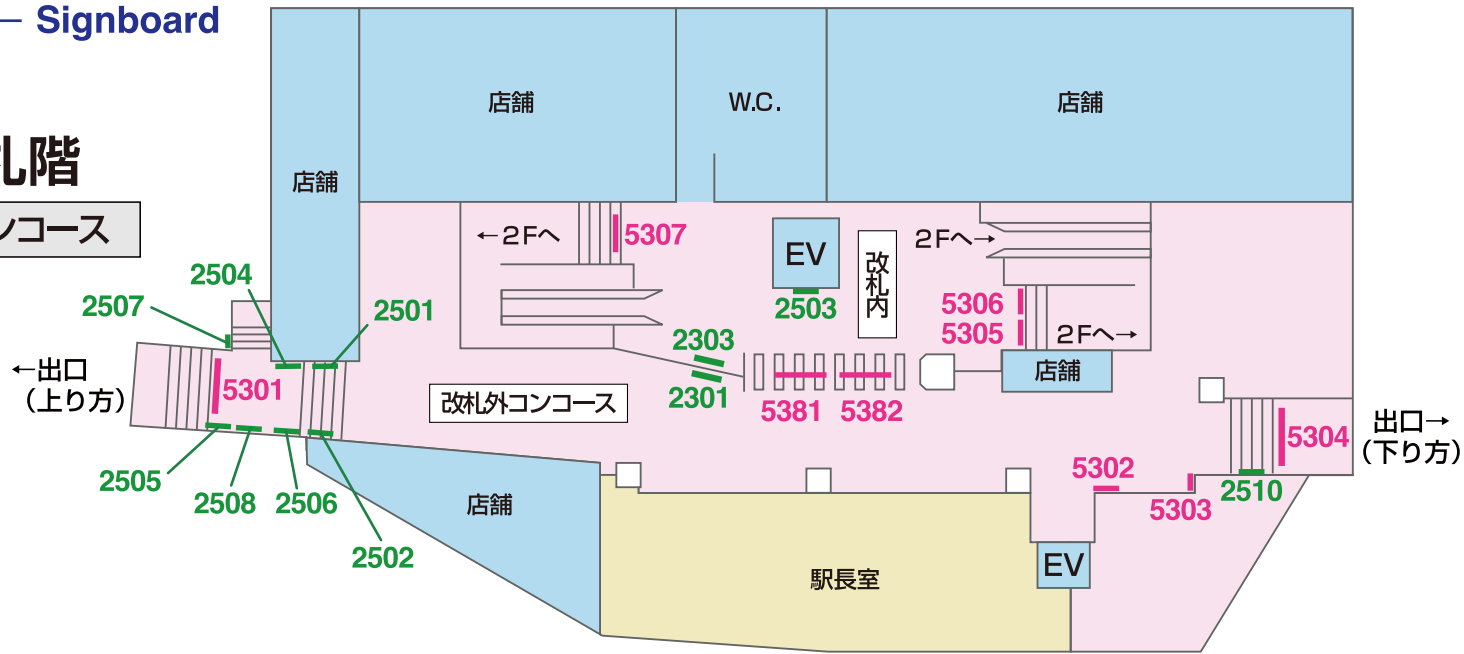 — Signboard
店舗
W.C.
店舗
札階
店舗
ンコース
←2Fへ
5307
EV
改札内
2Fへ→
2504
2507
2501
2503
5306
5305
2Fへ→
2303
←出口
（上り方）
5301
2301
店舗
改札外コンコース
5381
5382
出口→
（下り方）
5304
5302
2505
2508
2506
店舗
5303
2510
2502
EV
駅長室